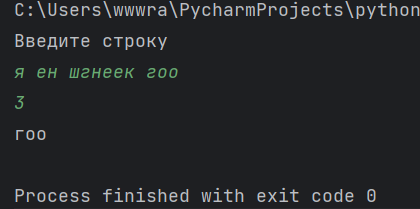 C:\Users\wwwra\PycharmProjects\python
Введите строку
я ен шгнеек гоо
3
гоо
Process finished with exit code 0